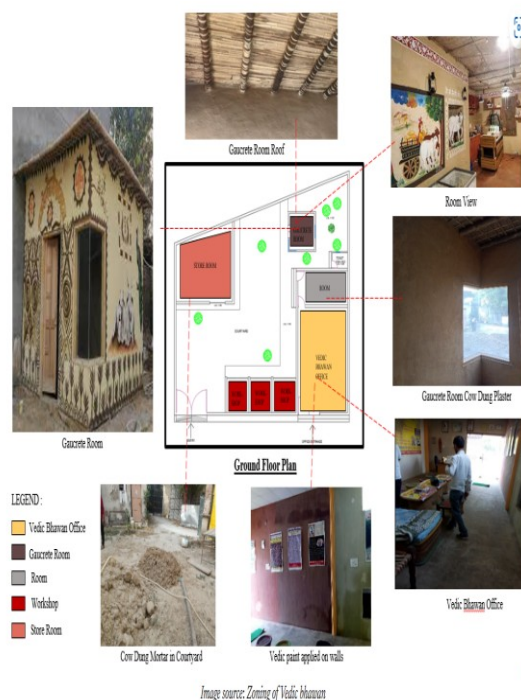 Gaucrete Room Roof
Room View
GAUCRETE
ROOM
STORE ROOM
ROOM
VEDIC
BHAWAN
OFFICE
Gaucrete Room Cow Dung Plaster
Gaucrete Room
Ground Floor Plan
LEGEND :
Vedic Bhawan Office
Gaucrete Room
Room
Workshop
Store Room
Cow Dung Mortar in Courtyard
Vedic paint applied on walls
Vedic Bhawan Office
Image source: Zoning of Vedic bhawan